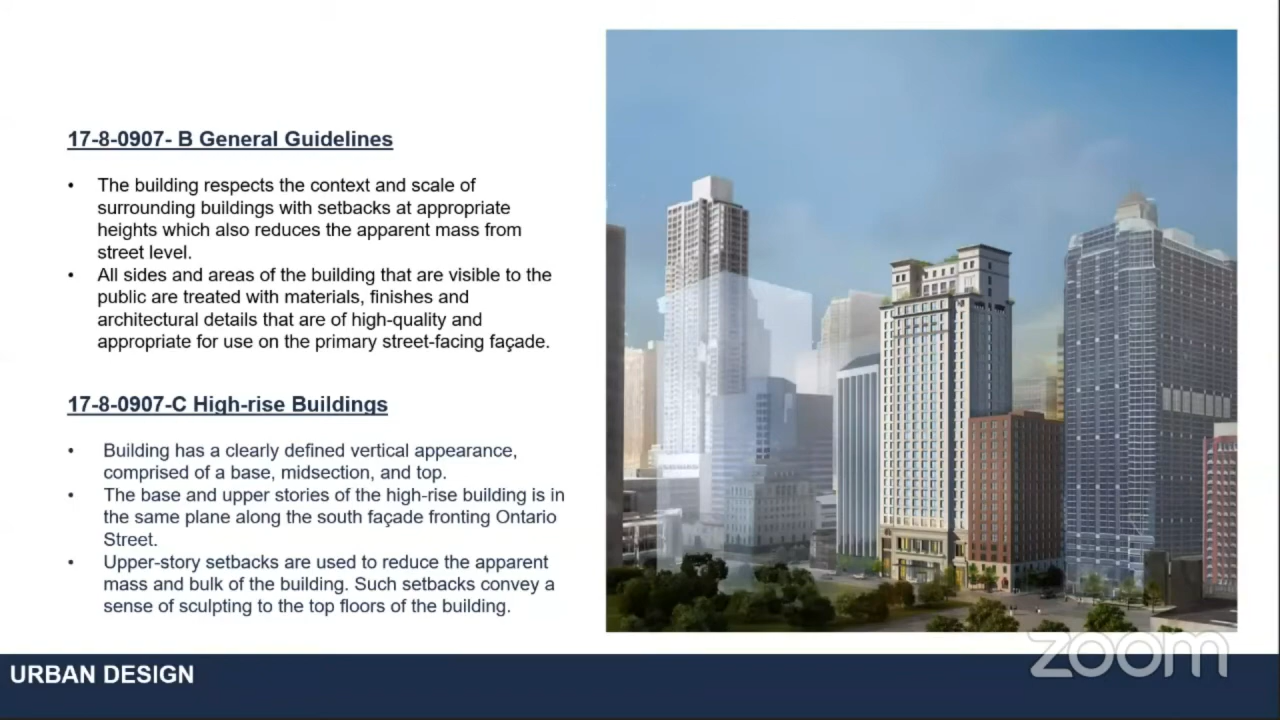 17-8-0907- B General Guidelines
• The building respects the context and scale of
surrounding buildings with setbacks at appropriate
heights which also reduces the apparent mass from
street level.
• All sides and areas of the building that are visible to the
public are treated with materials, finishes and
architectural details that are of high-quality and
appropriate for use on the primary street-facing façade.
17-8-0907-C High-rise Buildings
• Building has a clearly defined vertical appearance,
comprised of a base, midsection, and top.
• The base and upper stories of the high-rise building is in
the same plane along the south façade fronting Ontario
Street.
• Upper-story setbacks are used to reduce the apparent
mass and bulk of the building. Such setbacks convey a
sense of sculpting to the top floors of the building.
URBAN DESIGN
zoom